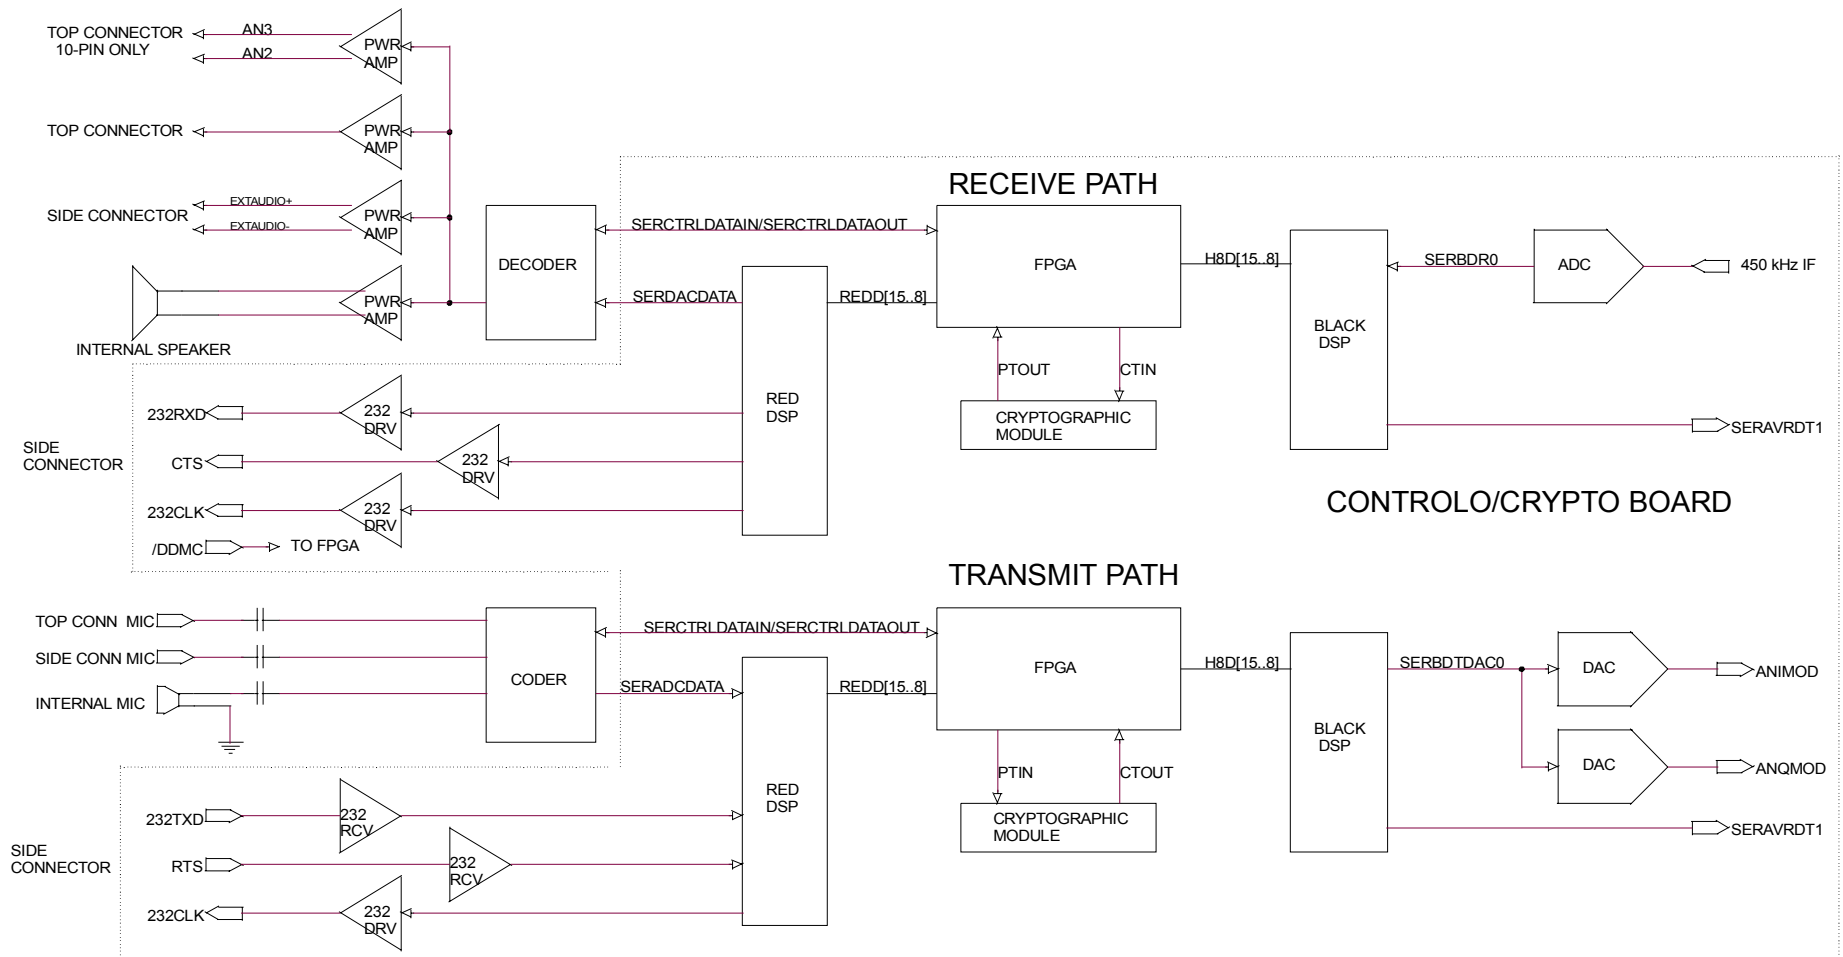 TOP CONNECTOR
10-PIN ONLY
AN3
AN2
PWR
AMP
TOP CONNECTOR
PWR
AMP
SIDE CONNECTOR
EXTAUDIO+
EXTAUDIO-
PWR
AMP
INTERNAL SPEAKER
PWR
AMP
DECODER
SERCTRLDATAIN/SERCTRLDATAOUT
SERDACDATA
RED
DSP
REDD[15..8]
RECEIVE PATH
FPGA
PTOUT
CTIN
CRYPTOGRAPHIC
MODULE
H8D[15..8]
BLACK
DSP
SERBDR0
ADC
450 kHz IF
SERAVRDT1
SIDE
CONNECTOR
232RXD
232
DRV
CTS
232
DRV
232CLK
232
DRV
/DDMC
TO FPGA
CONTROLO/CRYPTO BOARD
TRANSMIT PATH
TOP CONN  MIC
SIDE CONN MIC
INTERNAL MIC
CODER
SERCTRLDATAIN/SERCTRLDATAOUT
SERADCDATA
RED
DSP
REDD[15..8]
FPGA
PTIN
CTOUT
CRYPTOGRAPHIC
MODULE
H8D[15..8]
BLACK
DSP
SERBDTDAC0
DAC
ANIMOD
DAC
ANQMOD
SERAVRDT1
SIDE
CONNECTOR
232TXD
232
RCV
RTS
232
RCV
232CLK
232
DRV